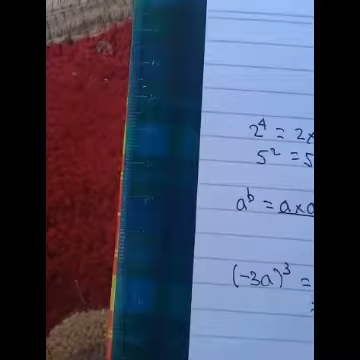 2⁴ = 2×
5² = 5
aᵇ = a×a
(-3a)³ =
=